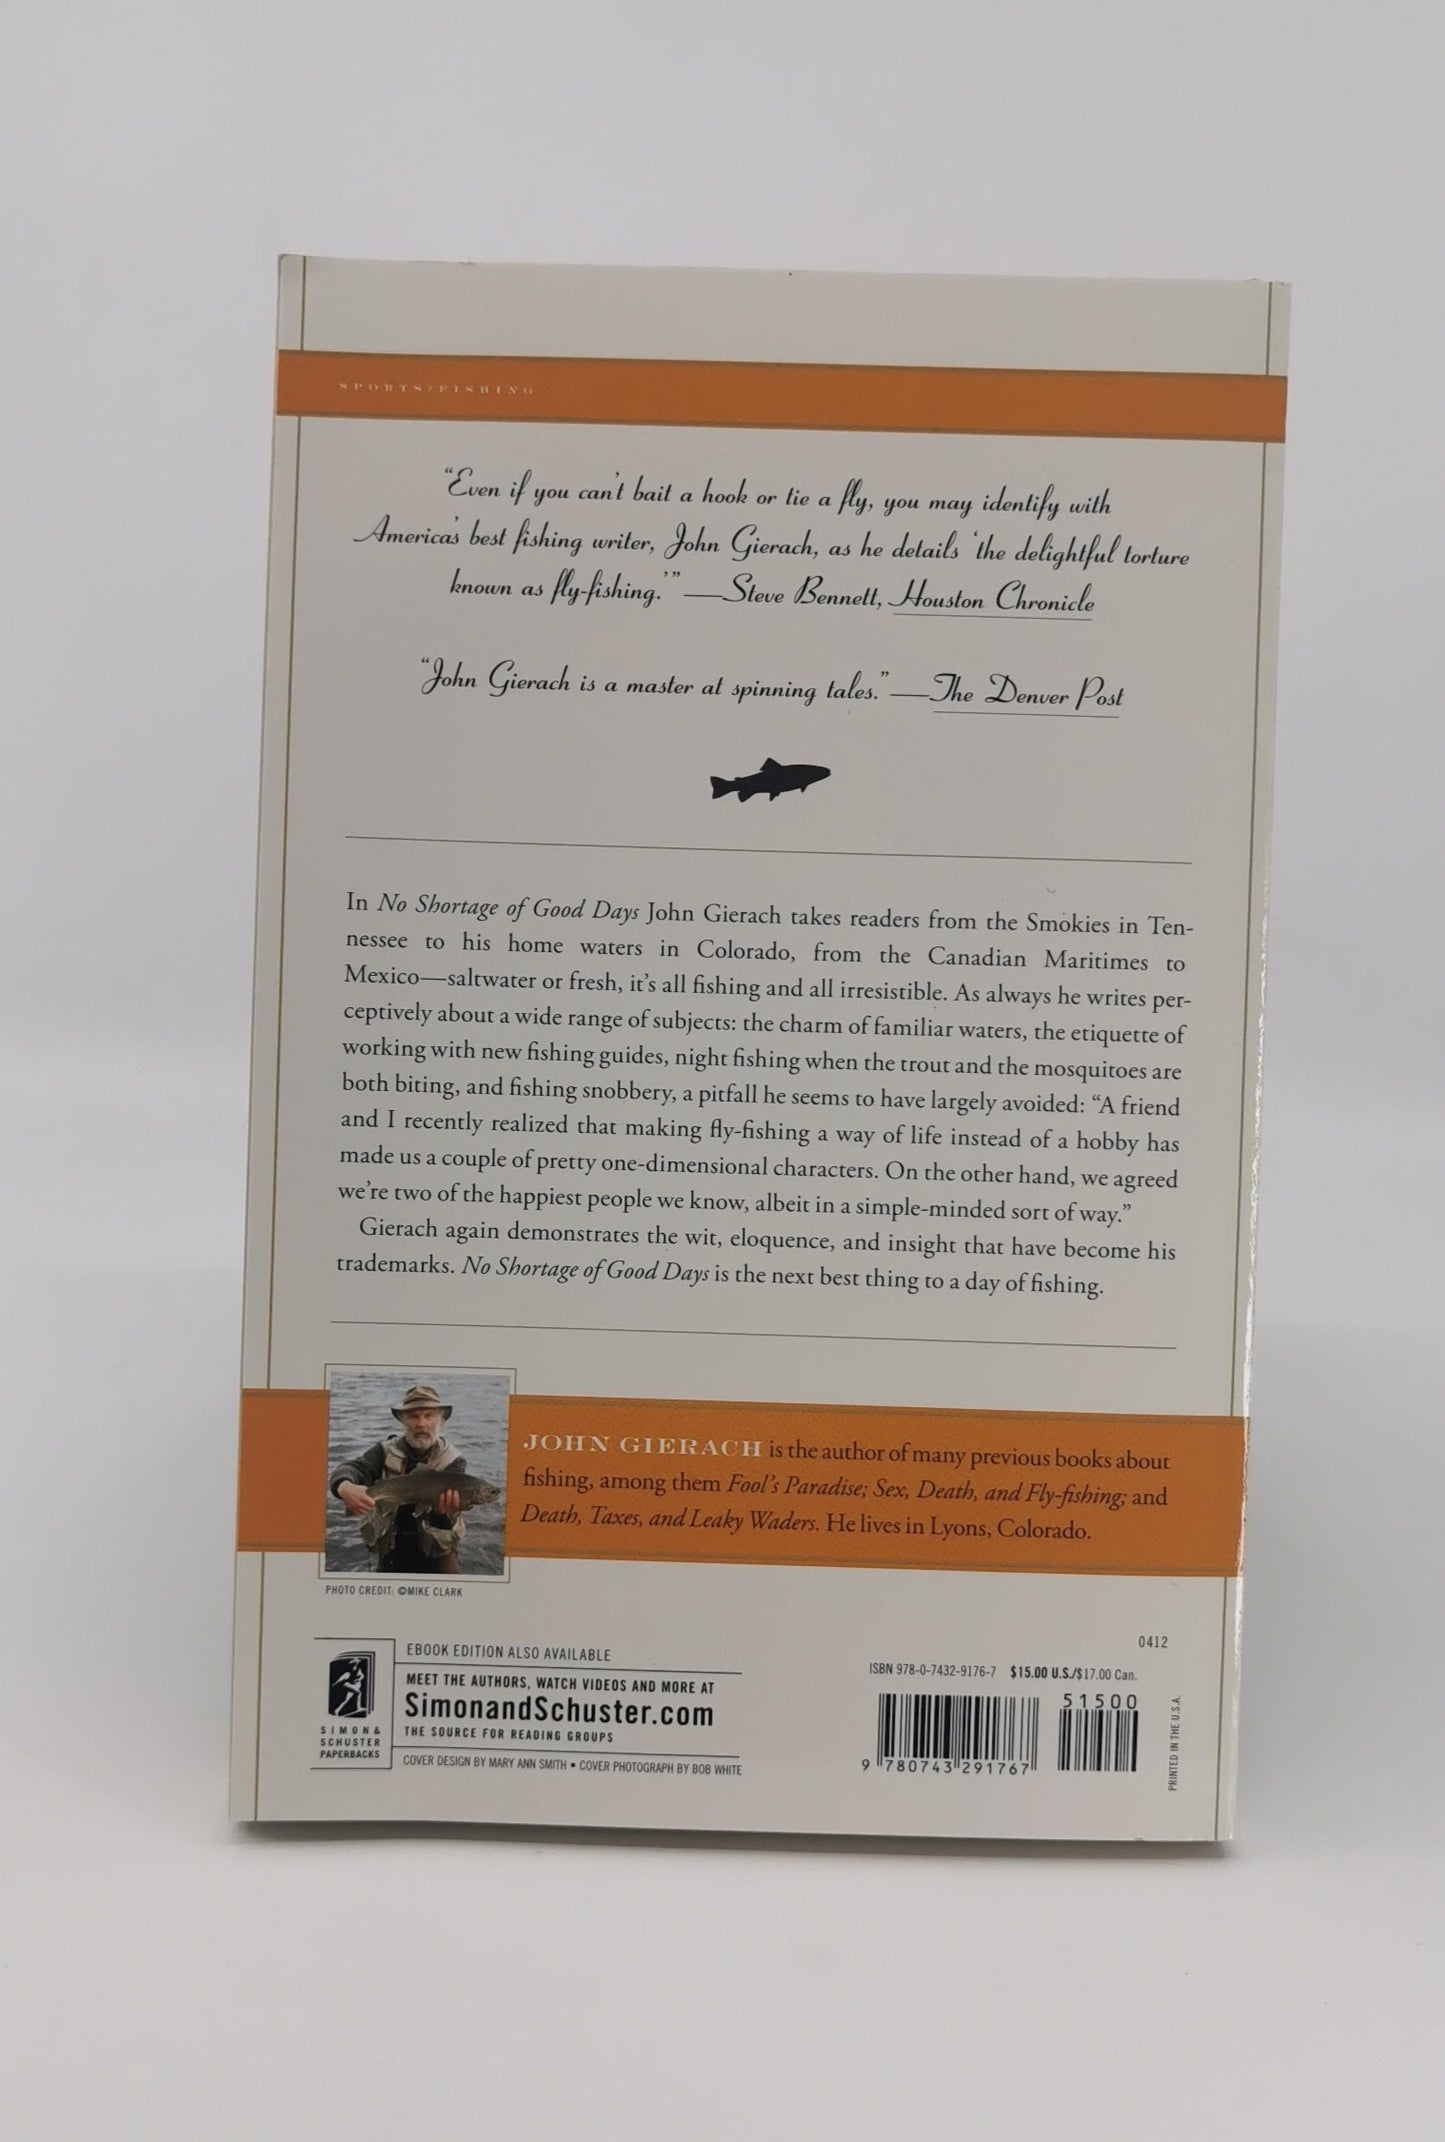 SPORTS/FISHING
“Even if you can’t bait a hook or tie a fly, you may identify with
America’s best fishing writer, John Gierach, as he details ‘the delightful torture
known as fly-fishing.’” —Steve Bennett, Houston Chronicle
“John Gierach is a master at spinning tales.” —The Denver Post
In No Shortage of Good Days John Gierach takes readers from the Smokies in Ten-
nessee to his home waters in Colorado, from the Canadian Maritimes to
Mexico—saltwater or fresh, it’s all fishing and all irresistible. As always he writes per-
ceptively about a wide range of subjects: the charm of familiar waters, the etiquette of
working with new fishing guides, night fishing when the trout and the mosquitoes are
both biting, and fishing snobbery, a pitfall he seems to have largely avoided: “A friend
and I recently realized that making fly-fishing a way of life instead of a hobby has
made us a couple of pretty one-dimensional characters. On the other hand, we agreed
we’re two of the happiest people we know, albeit in a simple-minded sort of way.”
Gierach again demonstrates the wit, eloquence, and insight that have become his
trademarks. No Shortage of Good Days is the next best thing to a day of fishing.
JOHN GIERACH is the author of many previous books about
fishing, among them Fool’s Paradise; Sex, Death, and Fly-fishing; and
Death, Taxes, and Leaky Waders. He lives in Lyons, Colorado.
PHOTO CREDIT: ©MIKE CLARK
SIMON &
SCHUSTER
PAPERBACKS
EBOOK EDITION ALSO AVAILABLE
MEET THE AUTHORS, WATCH VIDEOS AND MORE AT
SimonandSchuster.com
THE SOURCE FOR READING GROUPS
COVER DESIGN BY MARY ANN SMITH • COVER PHOTOGRAPH BY BOB WHITE
0412
ISBN 978-0-7432-9176-7 $15.00 U.S./$17.00 Can.
51500
9 780743 291767
PRINTED IN THE U.S.A.